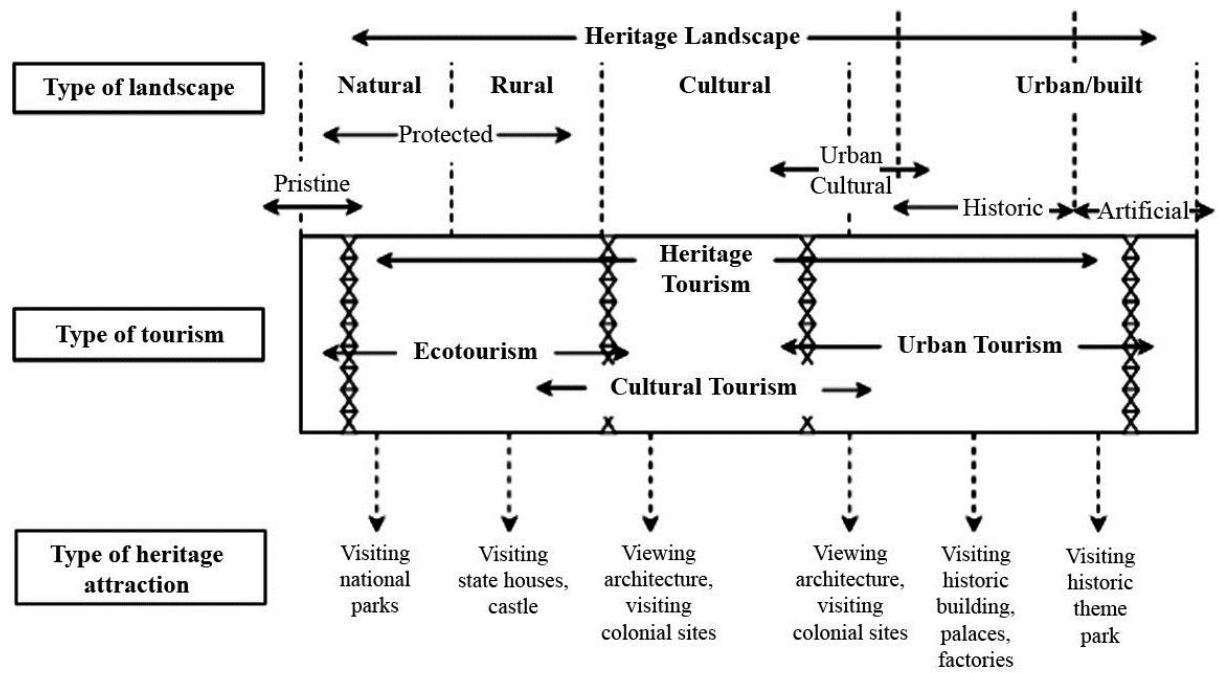 Heritage Landscape
Type of landscape
Natural
Rural
Cultural
Urban/built
Protected
Urban
Cultural
Pristine
Historic
Artificial
Type of tourism
Heritage
Tourism
Ecotourism
Urban Tourism
Cultural Tourism
Type of heritage
attraction
Visiting
national
parks
Visiting
state houses,
castle
Viewing
architecture,
visiting
colonial sites
Viewing
architecture,
visiting
colonial sites
Visiting
historic
building,
palaces,
factories
Visiting
historic
theme
park